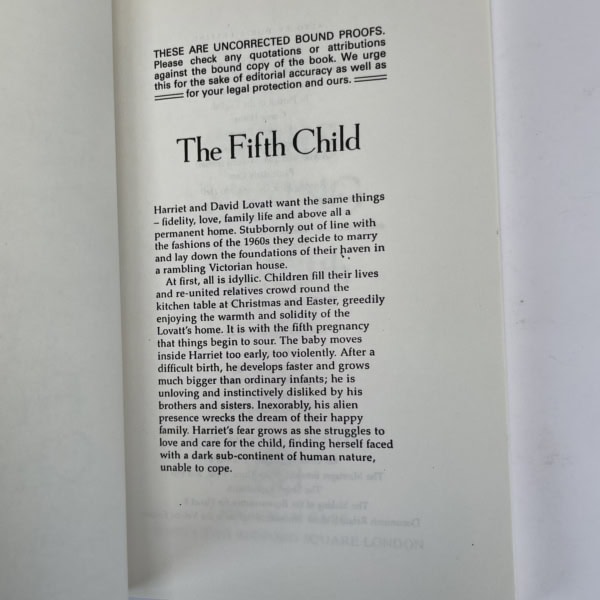 THESE ARE UNCORRECTED BOUND PROOFS.
Please check any quotations or attributions
against the bound copy of the book. We urge
this for the sake of editorial accuracy as well as
for your legal protection and ours.
The Fifth Child
Harriet and David Lovatt want the same things
– fidelity, love, family life and above all a
permanent home. Stubbornly out of line with
the fashions of the 1960s they decide to marry
and lay down the foundations of their haven in
a rambling Victorian house.
At first, all is idyllic. Children fill their lives
and re-united relatives crowd round the
kitchen table at Christmas and Easter, greedily
enjoying the warmth and solidity of the
Lovatt's home. It is with the fifth pregnancy
that things begin to sour. The baby moves
inside Harriet too early, too violently. After a
difficult birth, he develops faster and grows
much bigger than ordinary infants; he is
unloving and instinctively disliked by his
brothers and sisters. Inexorably, his alien
presence wrecks the dream of their happy
family. Harriet's fear grows as she struggles to
love and care for the child, finding herself faced
with a dark sub-continent of human nature,
unable to cope.